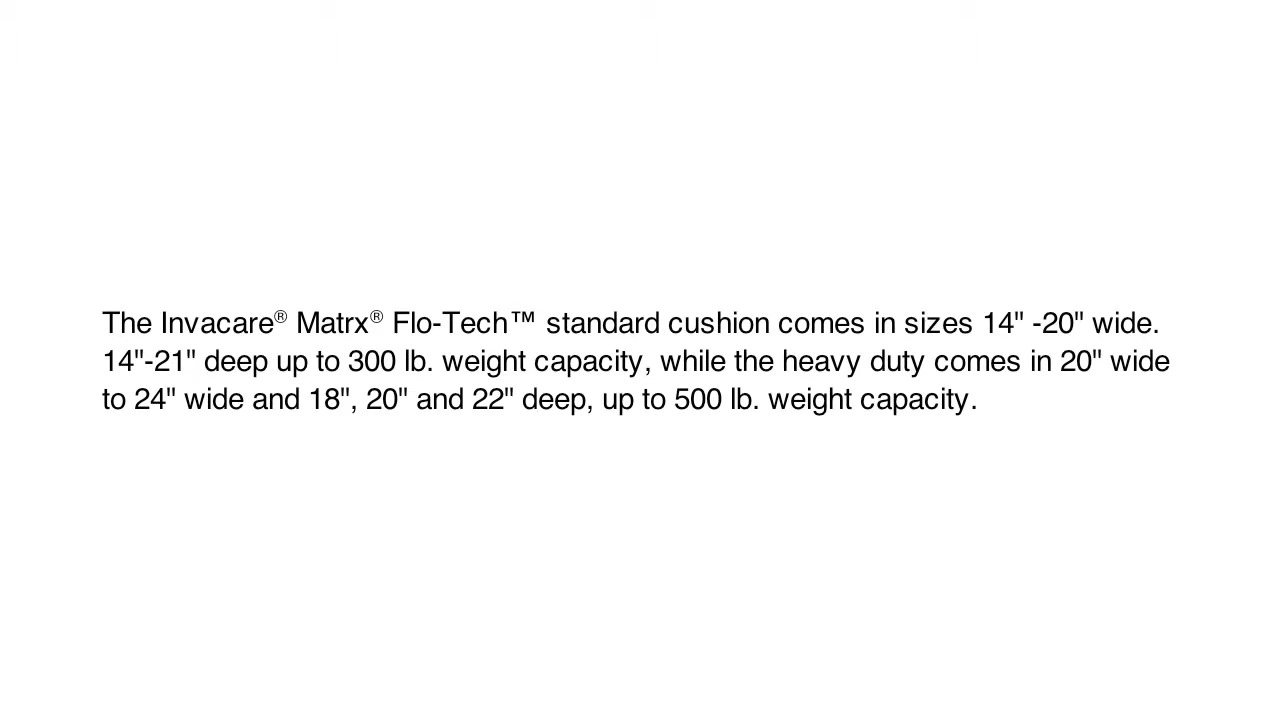 The Invacare® Matrx® Flo-Tech™ standard cushion comes in sizes 14" -20" wide.
14"-21" deep up to 300 lb. weight capacity, while the heavy duty comes in 20" wide
to 24" wide and 18", 20" and 22" deep, up to 500 lb. weight capacity.